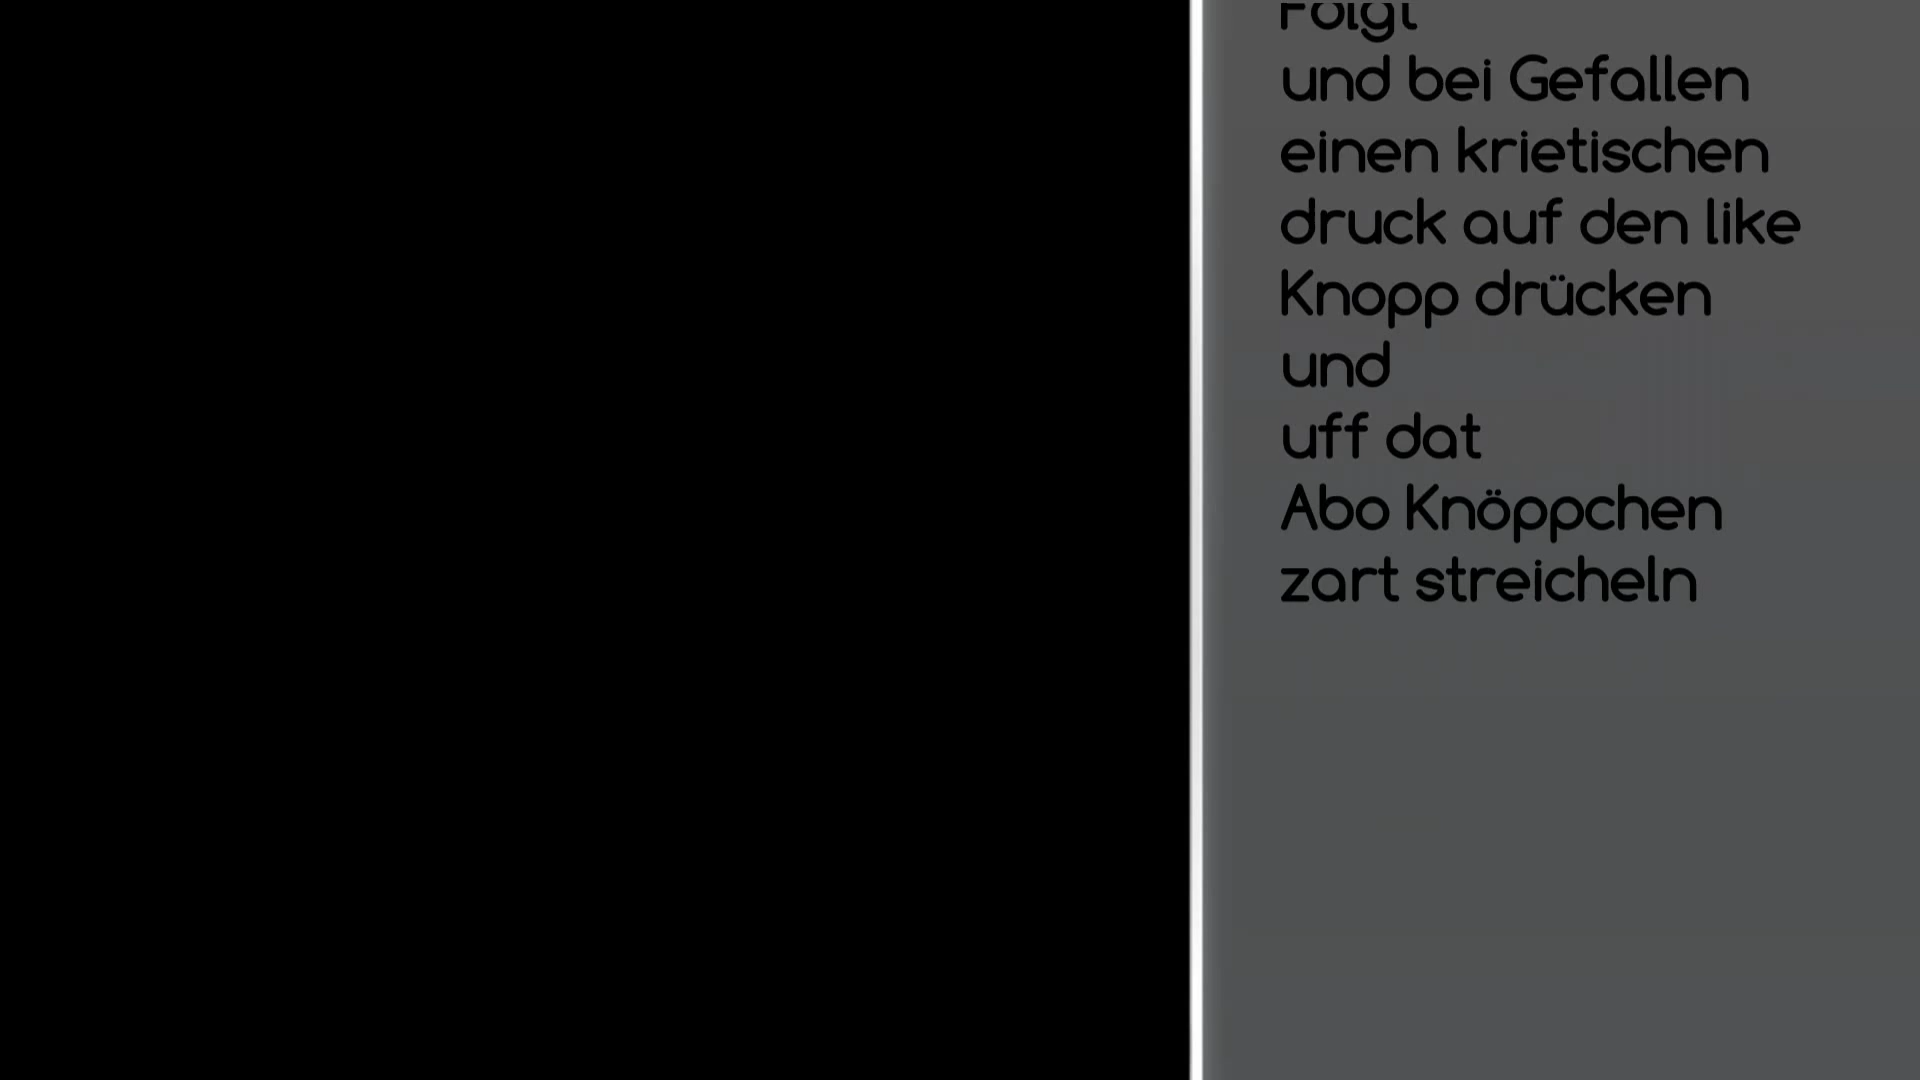 Folgt
und bei Gefallen
einen krietischen
druck auf den like
Knopp drücken
und
uff dat
Abo Knöppchen
zart streicheln